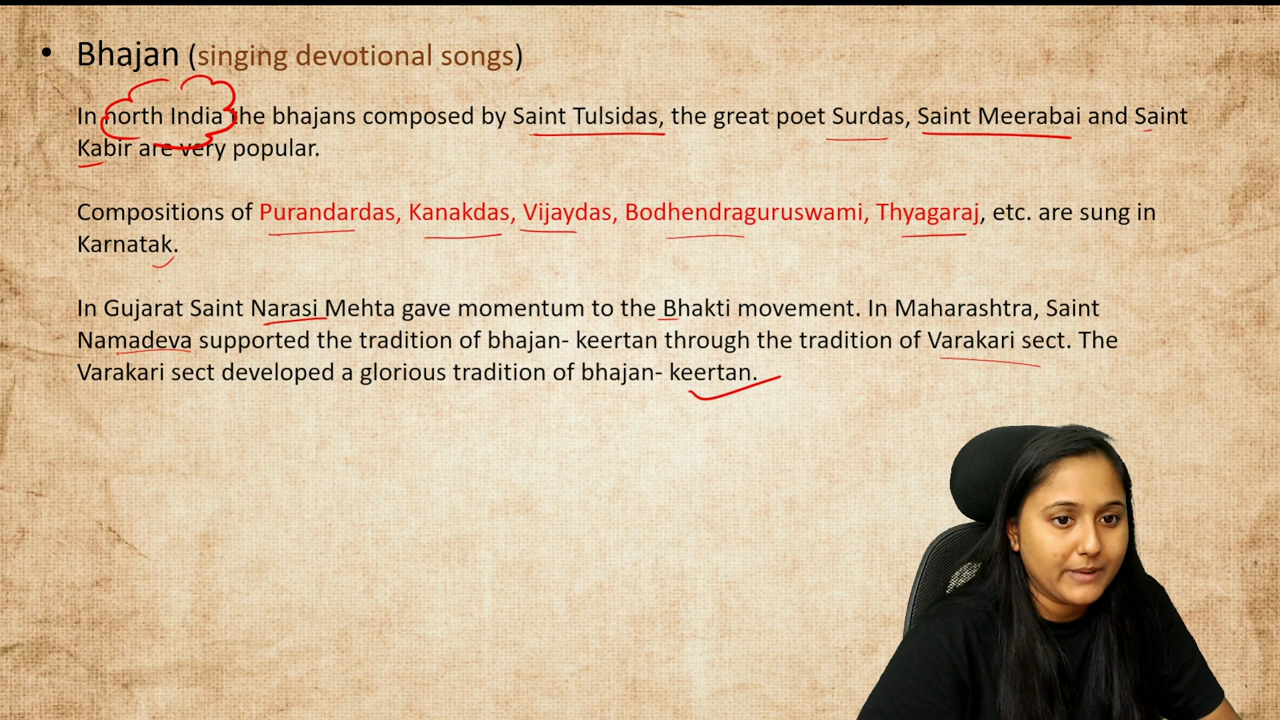 • Bhajan (singing devotional songs)
In north India the bhajans composed by Saint Tulsidas, the great poet Surdas, Saint Meerabai and Saint
Kabir are very popular.
Compositions of Purandardas, Kanakdas, Vijaydas, Bodhendraguruswami, Thyagaraj, etc. are sung in
Karnatak.
In Gujarat Saint Narasi Mehta gave momentum to the Bhakti movement. In Maharashtra, Saint
Namadeva supported the tradition of bhajan- keertan through the tradition of Varakari sect. The
Varakari sect developed a glorious tradition of bhajan- keertan.